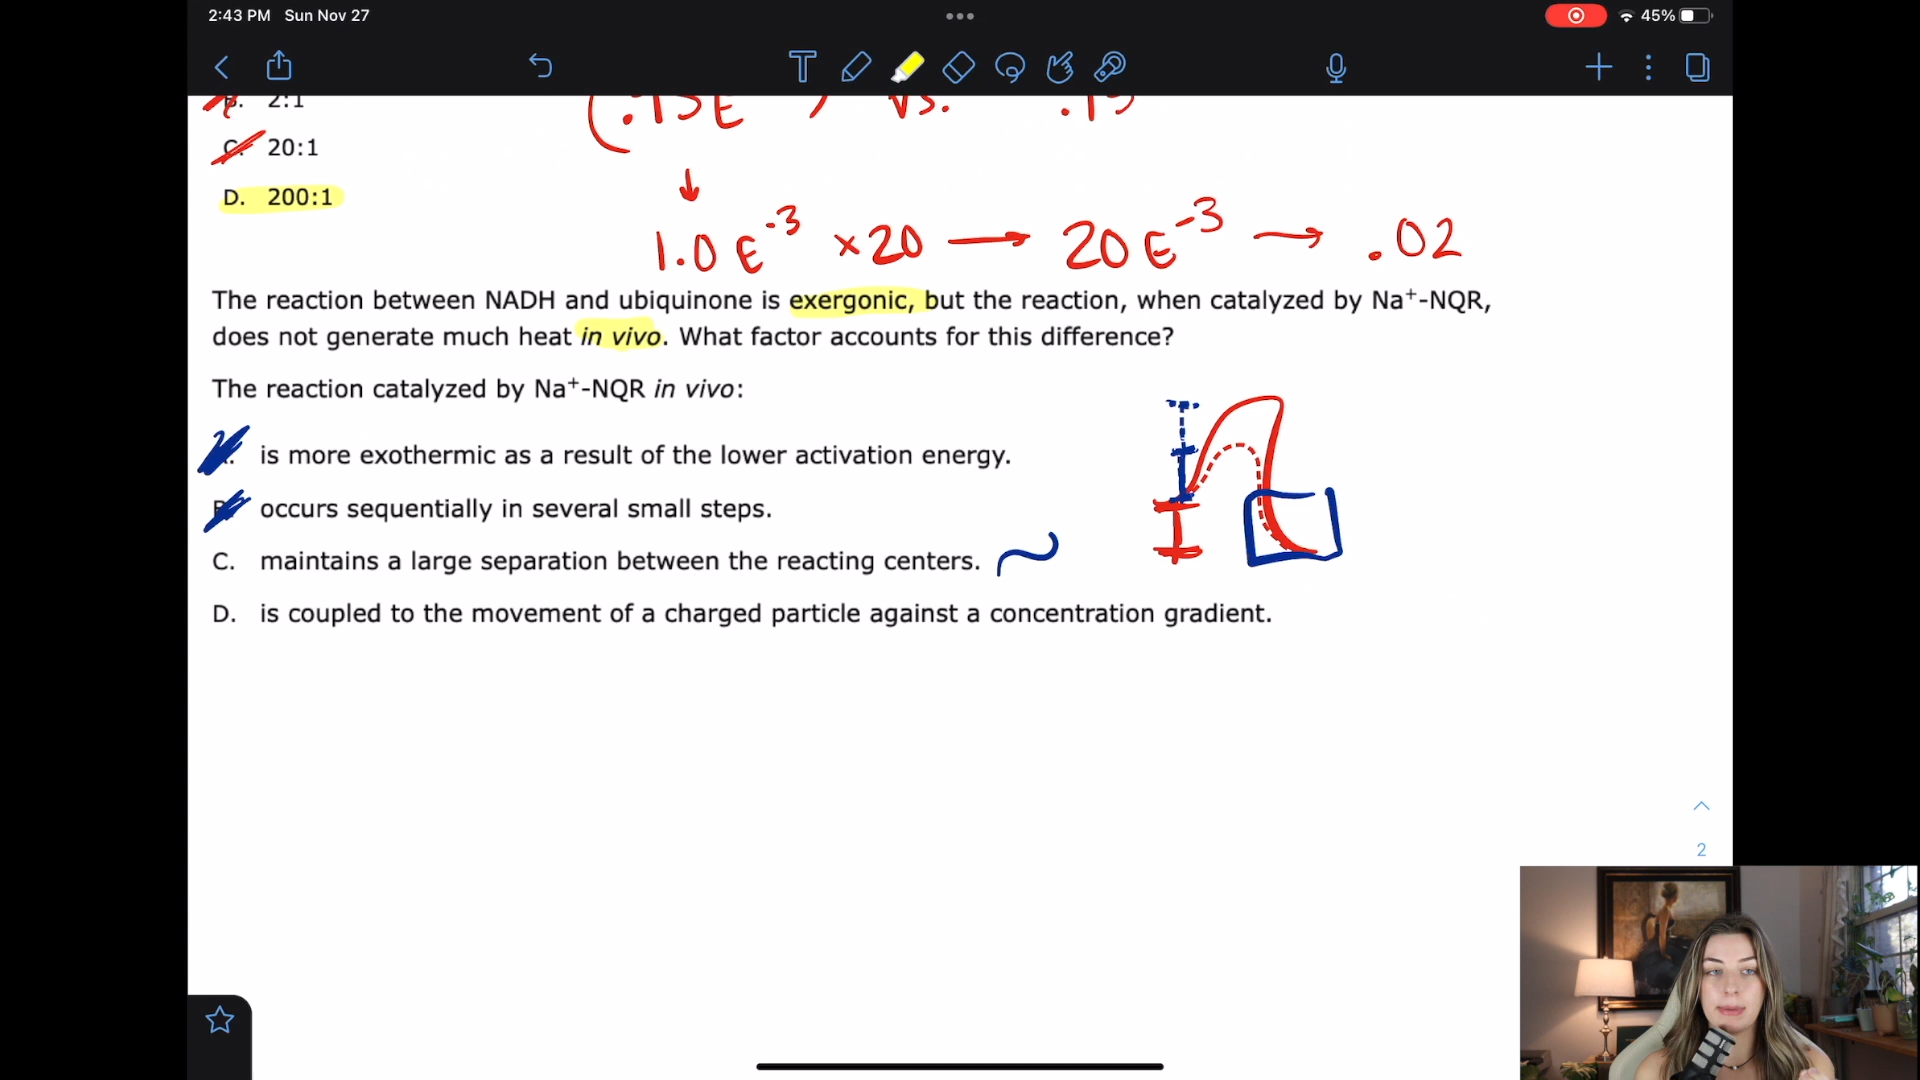 2:43 PM Sun Nov 27
45%
B. 2:1
vs.
C. 20:1
D. 200:1
1.0 E-3 ×20 → 20 E-3 → .02
The reaction between NADH and ubiquinone is exergonic, but the reaction, when catalyzed by Na+-NQR,
does not generate much heat in vivo. What factor accounts for this difference?
The reaction catalyzed by Na+-NQR in vivo:
is more exothermic as a result of the lower activation energy.
B. occurs sequentially in several small steps.
C. maintains a large separation between the reacting centers. ~
D. is coupled to the movement of a charged particle against a concentration gradient.
2